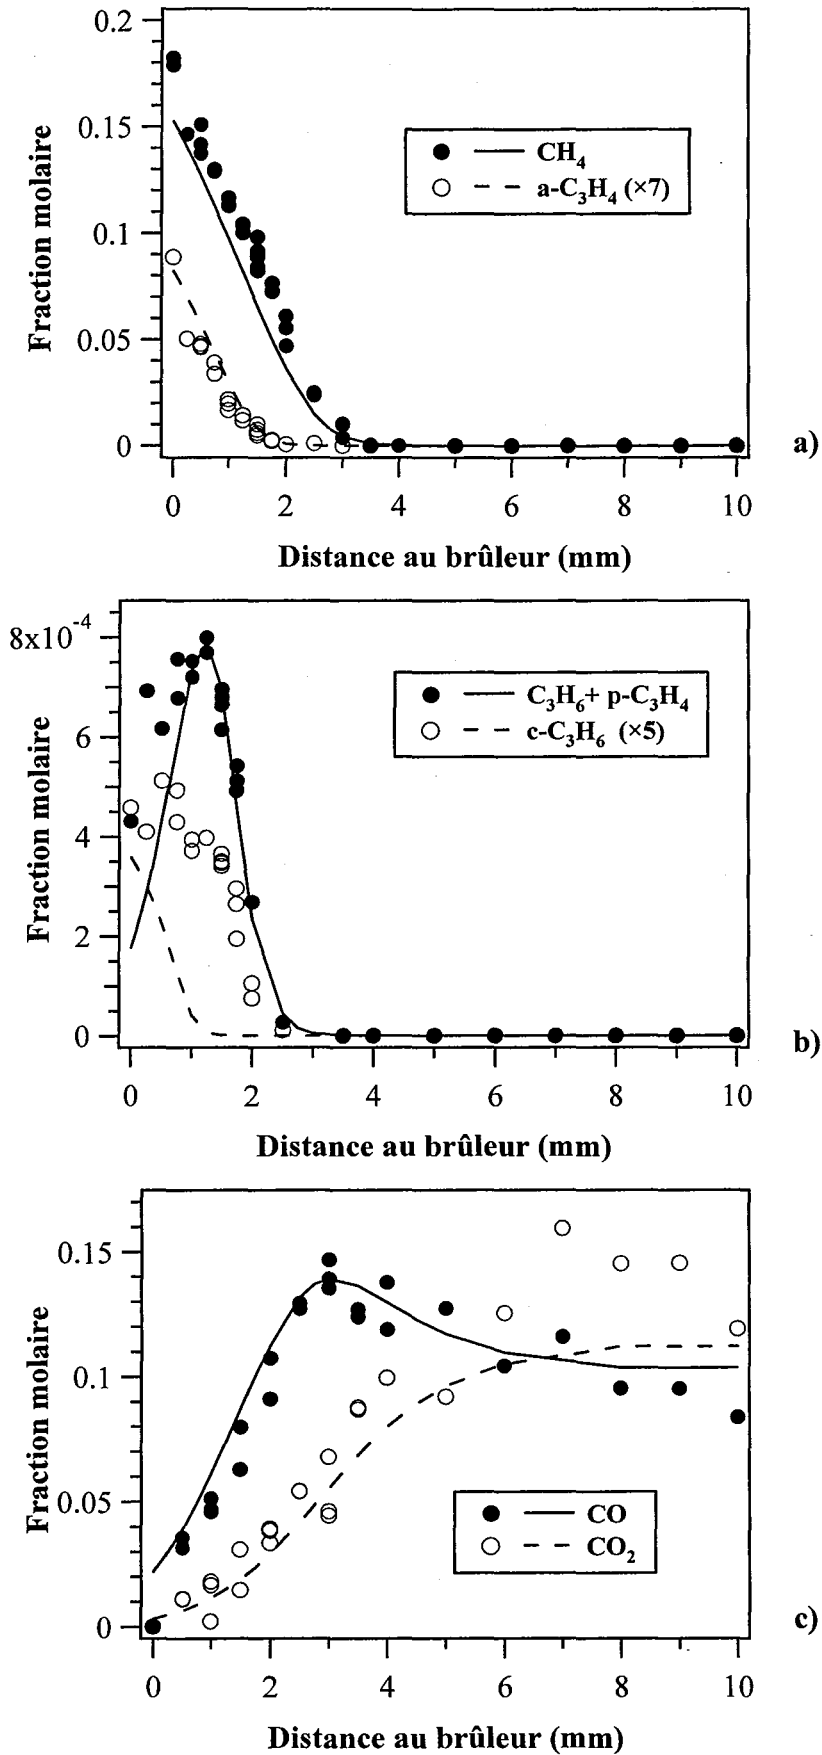 0.2
0.15
0.1
0.05
0
Fraction molaire
CH₄
a-C₃H₄ (×7)
0 2 4 6 8 10
Distance au brûleur (mm)
a)
8x10⁻⁴
6
4
2
0
Fraction molaire
C₃H₆+ p-C₃H₄
c-C₃H₆ (×5)
0 2 4 6 8 10
Distance au brûleur (mm)
b)
0.15
0.1
0.05
0
Fraction molaire
CO
CO₂
0 2 4 6 8 10
Distance au brûleur (mm)
c)